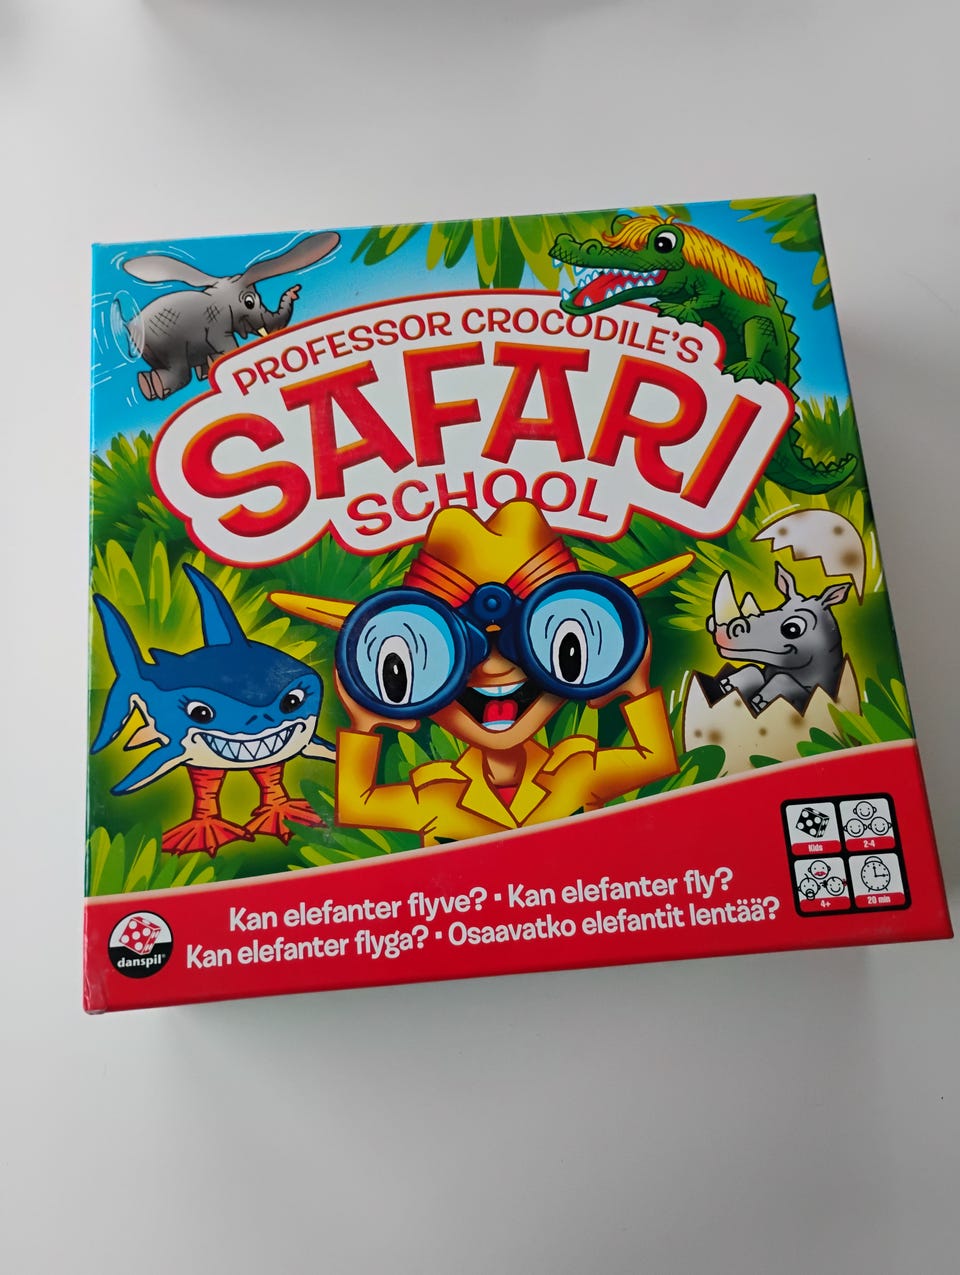 PROFESSOR CROCODILE'S
SAFARI
SCHOOL
Kan elefanter flyve? · Kan elefanter fly?
Kan elefanter flyga? · Osaavatko elefantit lentää?
danspil®
Kids
2-4
4+
20 min